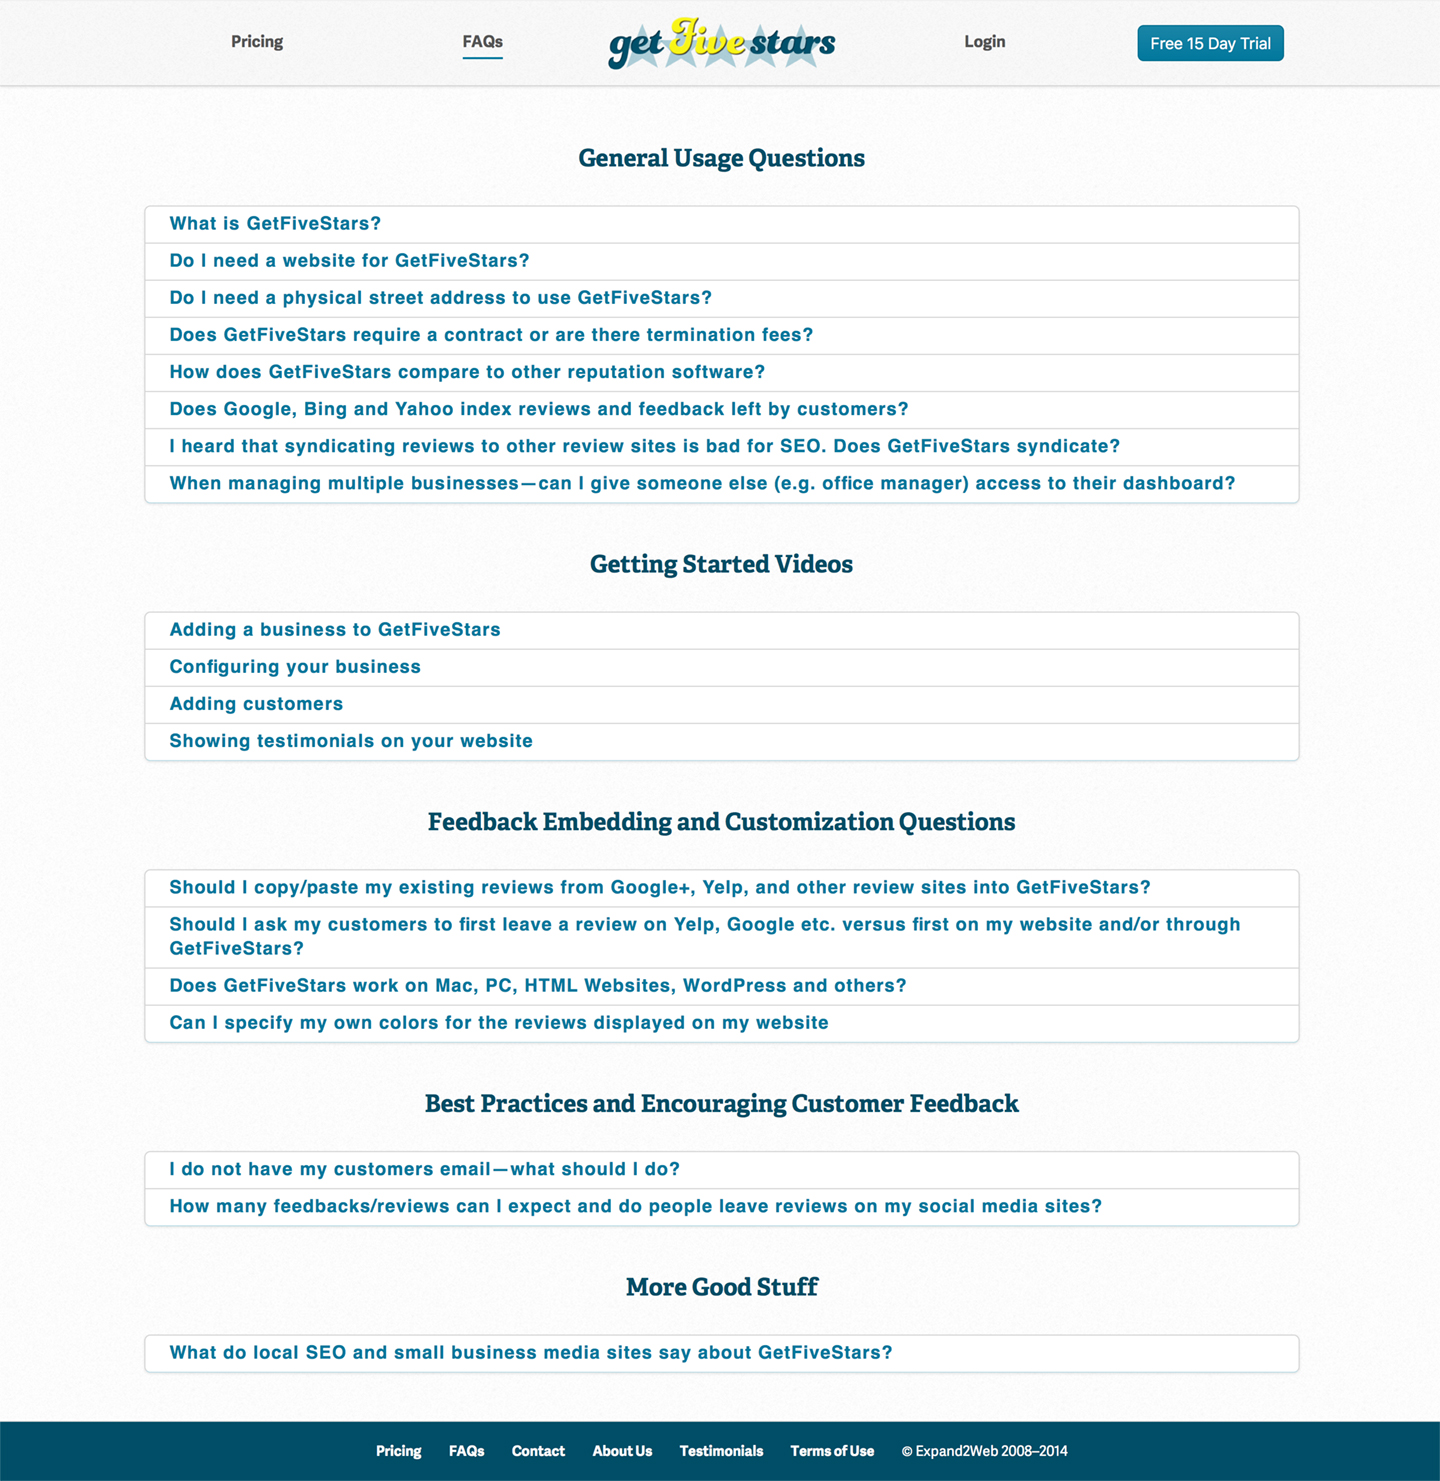 Pricing
FAQs
get Five stars
Login
Free 15 Day Trial
General Usage Questions
What is GetFiveStars?
Do I need a website for GetFiveStars?
Do I need a physical street address to use GetFiveStars?
Does GetFiveStars require a contract or are there termination fees?
How does GetFiveStars compare to other reputation software?
Does Google, Bing and Yahoo index reviews and feedback left by customers?
I heard that syndicating reviews to other review sites is bad for SEO. Does GetFiveStars syndicate?
When managing multiple businesses—can I give someone else (e.g. office manager) access to their dashboard?
Getting Started Videos
Adding a business to GetFiveStars
Configuring your business
Adding customers
Showing testimonials on your website
Feedback Embedding and Customization Questions
Should I copy/paste my existing reviews from Google+, Yelp, and other review sites into GetFiveStars?
Should I ask my customers to first leave a review on Yelp, Google etc. versus first on my website and/or through
GetFiveStars?
Does GetFiveStars work on Mac, PC, HTML Websites, WordPress and others?
Can I specify my own colors for the reviews displayed on my website
Best Practices and Encouraging Customer Feedback
I do not have my customers email—what should I do?
How many feedbacks/reviews can I expect and do people leave reviews on my social media sites?
More Good Stuff
What do local SEO and small business media sites say about GetFiveStars?
Pricing
FAQs
Contact
About Us
Testimonials
Terms of Use
© Expand2Web 2008–2014